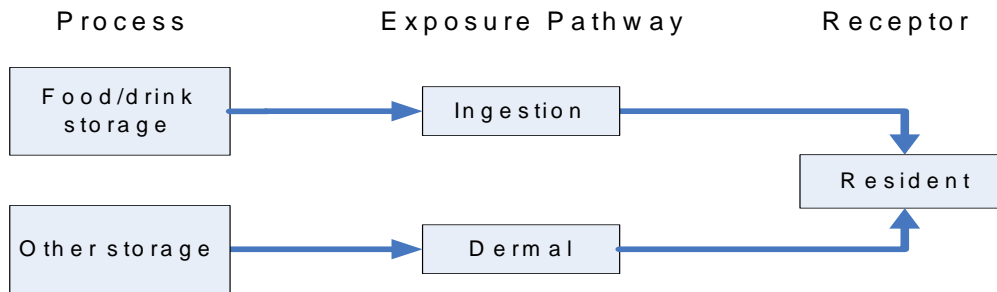 Process Exposure Pathway Receptor
Food/drink
storage
Ingestion
Resident
Other storage
Dermal